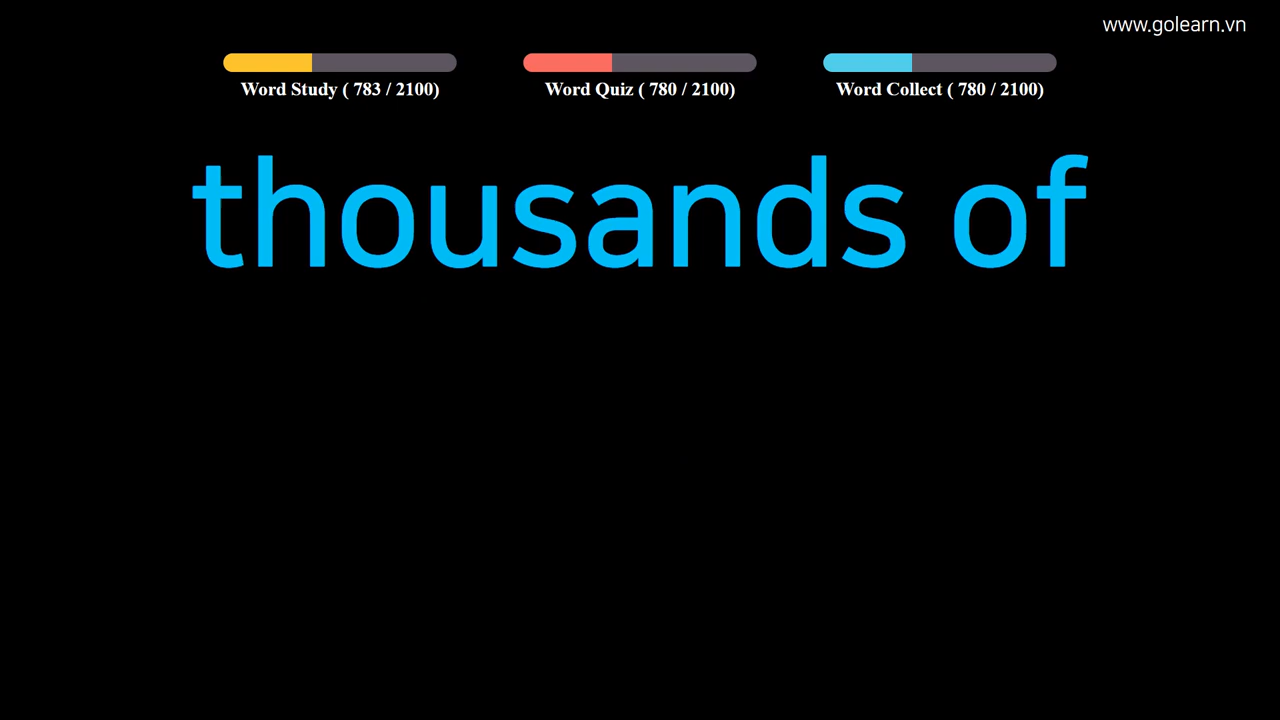 www.golearn.vn
Word Study ( 783 / 2100)
Word Quiz ( 780 / 2100)
Word Collect ( 780 / 2100)
thousands of